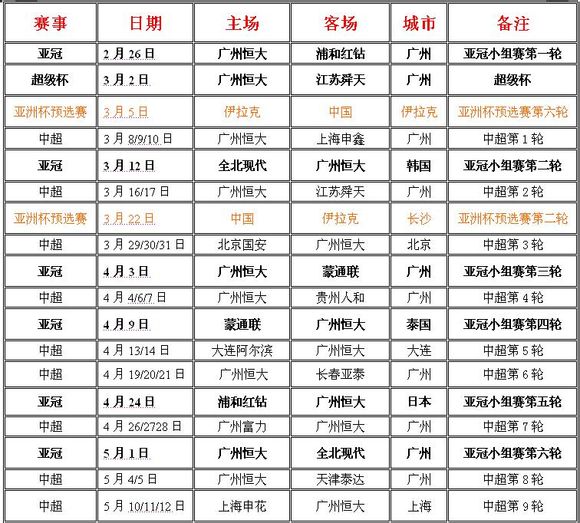 赛事 日期 主场 客场 城市 备注
亚冠 2 月 26 日 广州恒大 浦和红钻 广州 亚冠小组赛第一轮
超级杯 3 月 2 日 广州恒大 江苏舜天 广州 超级杯
亚洲杯预选赛 3 月 5 日 伊拉克 中国 伊拉克 亚洲杯预选赛第六轮
中超 3 月 8/9/10 日 广州恒大 上海申鑫 广州 中超第 1 轮
亚冠 3 月 12 日 全北现代 广州恒大 韩国 亚冠小组赛第二轮
中超 3 月 16/17 日 广州恒大 江苏舜天 广州 中超第 2 轮
亚洲杯预选赛 3 月 22 日 中国 伊拉克 长沙 亚洲杯预选赛第二轮
中超 3 月 29/30/31 日 北京国安 广州恒大 北京 中超第 3 轮
亚冠 4 月 3 日 广州恒大 蒙通联 广州 亚冠小组赛第三轮
中超 4 月 4/6/7 日 广州恒大 贵州人和 广州 中超第 4 轮
亚冠 4 月 9 日 蒙通联 广州恒大 泰国 亚冠小组赛第四轮
中超 4 月 13/14 日 大连阿尔滨 广州恒大 大连 中超第 5 轮
中超 4 月 19/20/21 日 广州恒大 长春亚泰 广州 中超第 6 轮
亚冠 4 月 24 日 浦和红钻 广州恒大 日本 亚冠小组赛第五轮
中超 4 月 26/2728 日 广州富力 广州恒大 广州 中超第 7 轮
亚冠 5 月 1 日 广州恒大 全北现代 广州 亚冠小组赛第六轮
中超 5 月 4/5 日 广州恒大 天津泰达 广州 中超第 8 轮
中超 5 月 10/11/12 日 上海申花 广州恒大 上海 中超第 9 轮